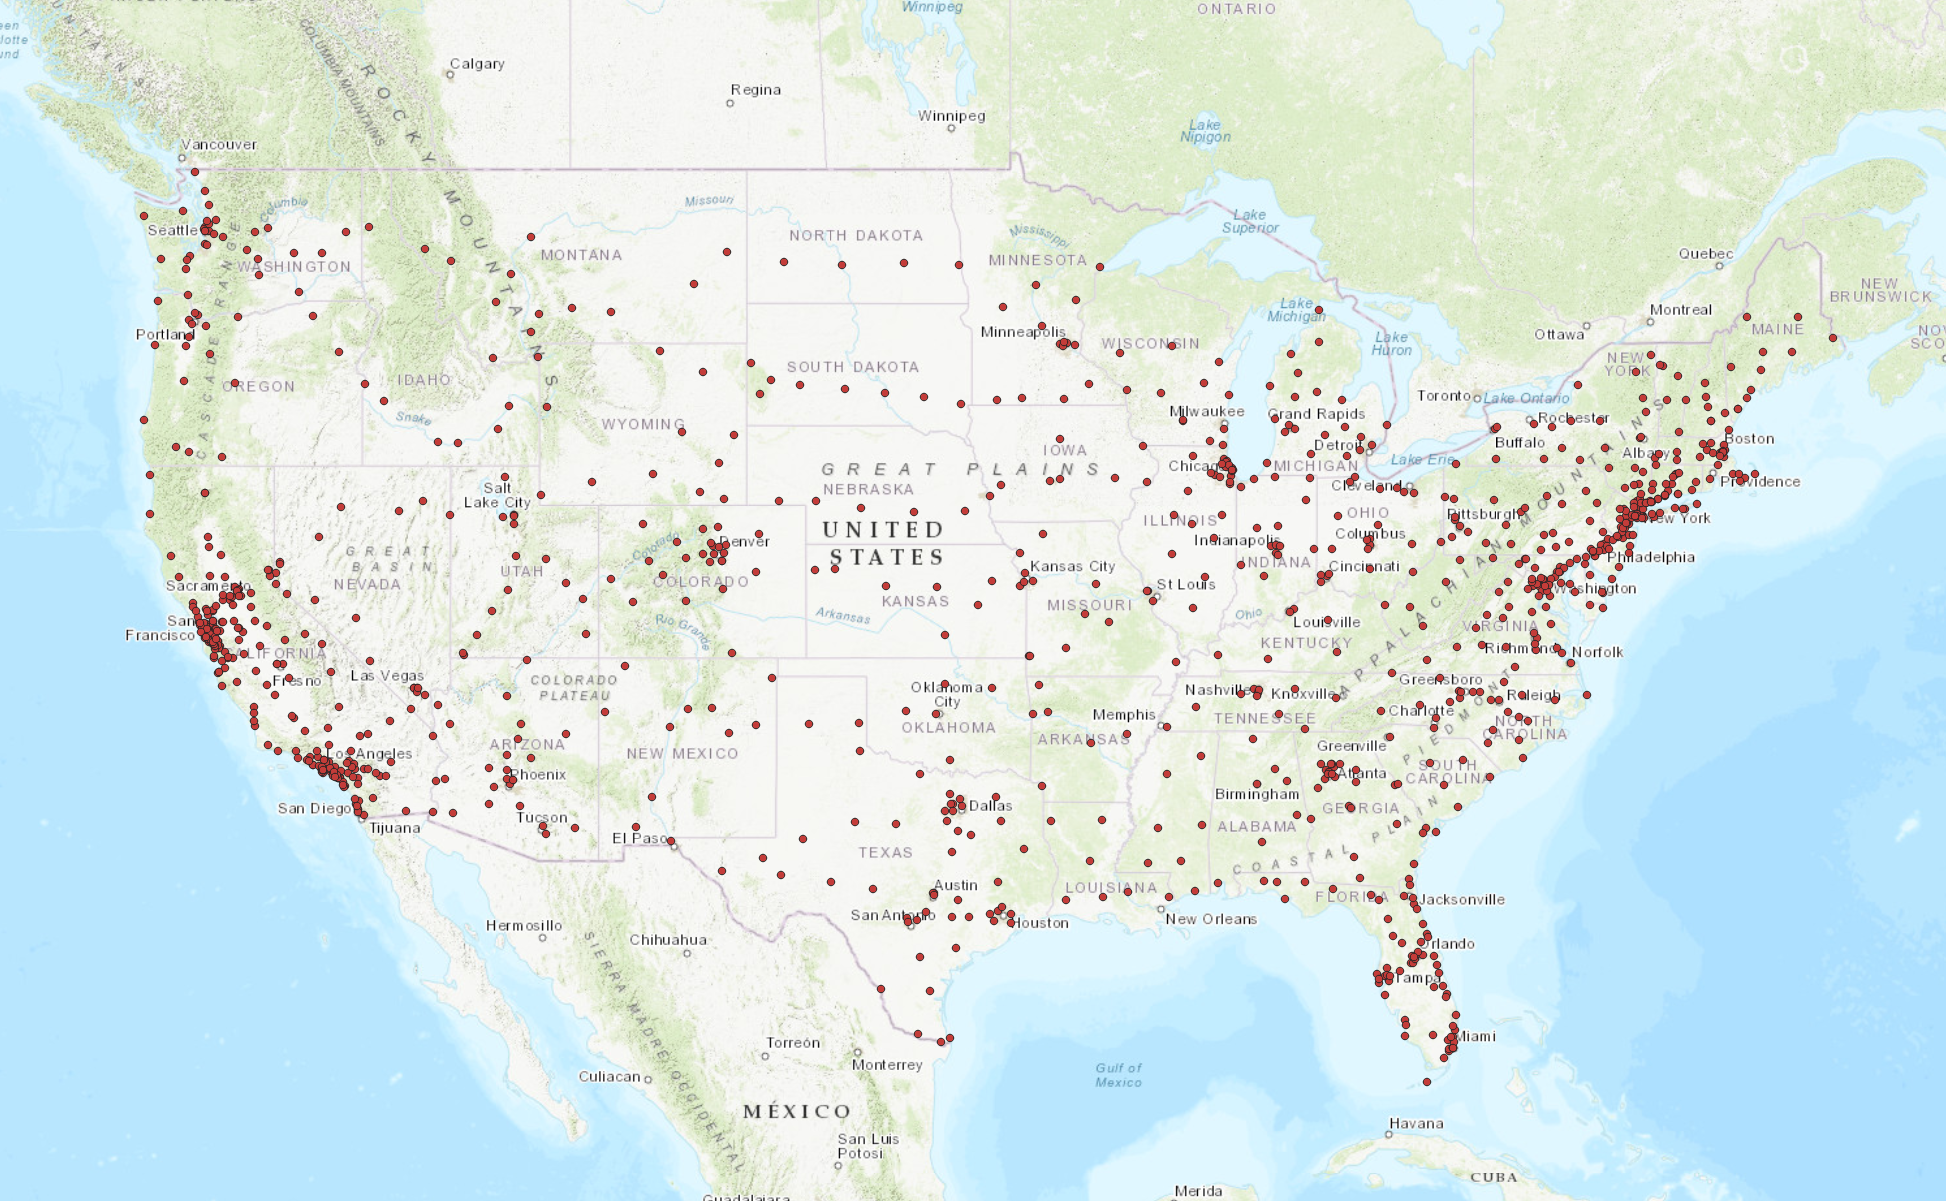 een
lotte
und
Winnipeg
ONTARIO
COLUMBIA MOUNTAINS
ROCKY MOUNTAINS
Calgary
Regina
Winnipeg
Lake
Nipigon
Vancouver
Columbia
Missouri
Seattle
WASHINGTON
MONTANA
NORTH DAKOTA
Mississippi
MINNESOTA
Lake
Superior
Quebec
NEW
BRUNSWICK
Lake
Michigan
Montreal
Portland
Minneapolis
WISCONSIN
Lake
Huron
Ottawa
MAINE
NO
SCO
CASCADE RANGE
OREGON
IDAHO
SOUTH DAKOTA
NEW
YORK
Snake
WYOMING
Milwaukee
Grand Rapids
Toronto
Lake Ontario
Rochester
Detroit
Buffalo
Boston
IOWA
Albany
GREAT PLAINS
Chicago
MICHIGAN
Lake Erie
Salt
Lake City
NEBRASKA
Cleveland
Providence
UNITED
STATES
ILLINOIS
OHIO
Pittsburgh
New York
GREAT
BASIN
NEVADA
Colorado
Denver
Indianapolis
Columbus
Philadelphia
UTAH
COLORADO
Kansas City
INDIANA
Cincinnati
Sacramento
KANSAS
St Louis
Washington
MISSOURI
Arkansas
Ohio
San
Francisco
Rio Grande
Louisville
VIRGINIA
CALIFORNIA
KENTUCKY
Richmond
Norfolk
APPALACHIAN MOUNTAINS
Fresno
Las Vegas
COLORADO
PLATEAU
Oklahoma
City
Nashville
Knoxville
Greensboro
Raleigh
Memphis
TENNESSEE
Charlotte
NORTH
CAROLINA
OKLAHOMA
ARKANSAS
Los Angeles
ARIZONA
NEW MEXICO
Greenville
PIEDMONT
SOUTH
CAROLINA
Phoenix
Atlanta
Birmingham
San Diego
Tijuana
Tucson
Dallas
GEORGIA
El Paso
ALABAMA
TEXAS
COASTAL PLAIN
Austin
LOUISIANA
FLORIDA
Jacksonville
San Antonio
Houston
New Orleans
Hermosillo
Chihuahua
Orlando
Tampa
SIERRA MADRE OCCIDENTAL
Miami
Torreón
Monterrey
Culiacan
Gulf of
Mexico
MÉXICO
Havana
San Luis
Potosi
CUBA
Merida
Guadalajara